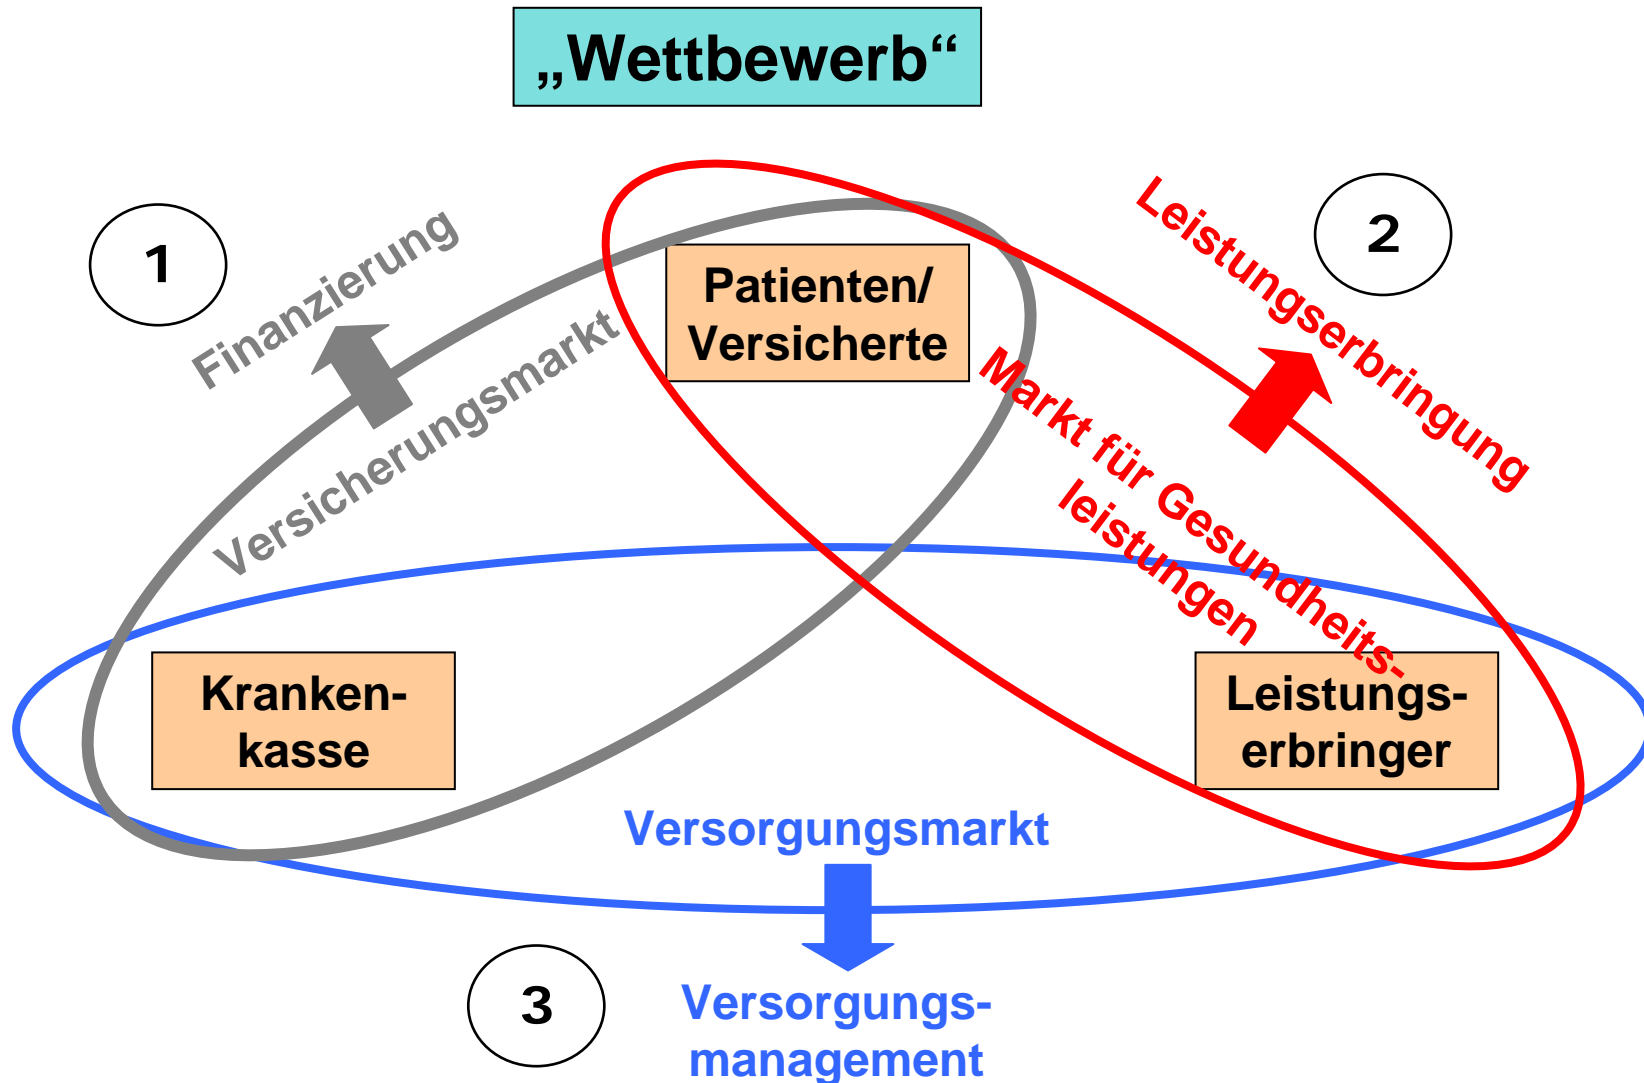 „Wettbewerb“
1
Finanzierung
Versicherungsmarkt
Patienten/
Versicherte
2
Leistungserbringung
Markt für Gesundheits-
leistungen
Kranken-
kasse
Leistungs-
erbringer
Versorgungsmarkt
3
Versorgungs-
management